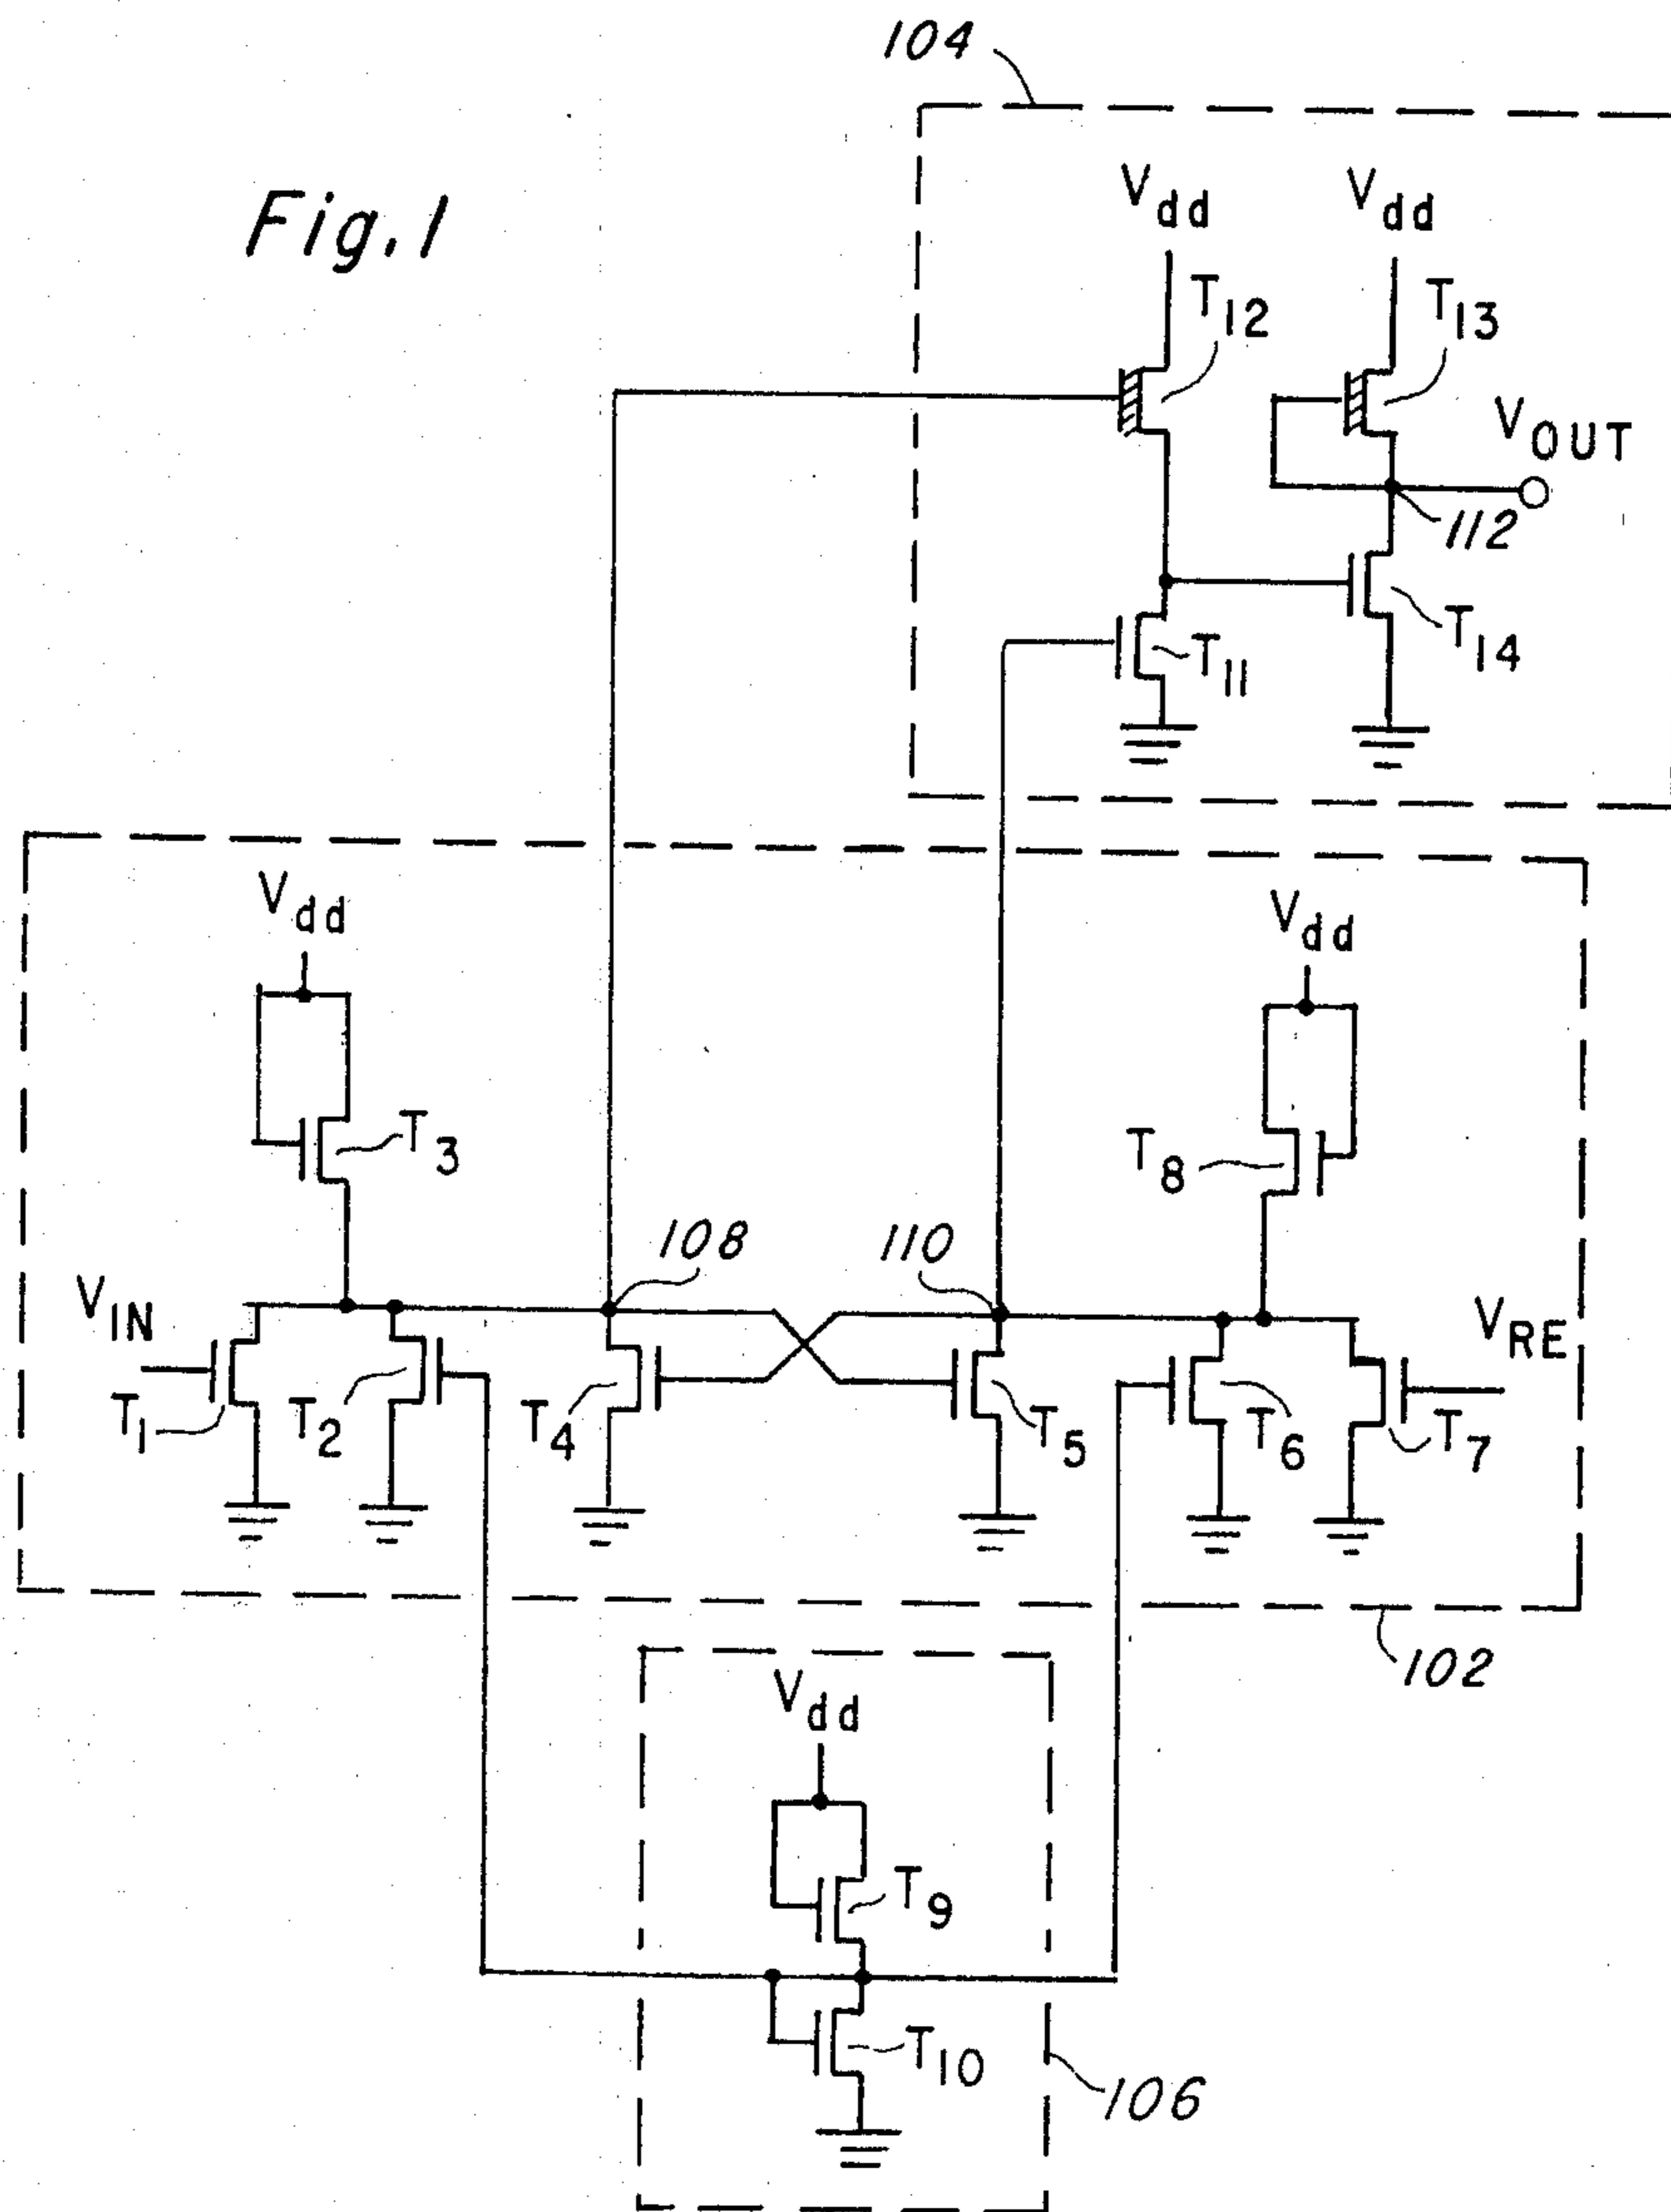 104
Fig.1
Vdd
Vdd
T12
T13
VOUT
112
T14
T11
Vdd
Vdd
T3
T8
108
110
VIN
VRE
T1
T2
T4
T5
T6
T7
102
Vdd
T9
T10
106